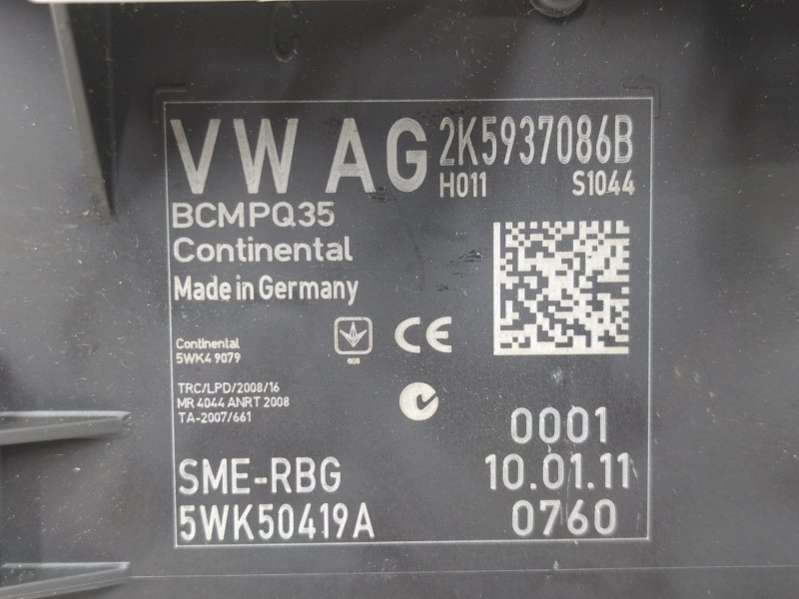 VW AG 2K5937086B
H011 S1044
BCMPQ35
Continental
Made in Germany
Continental
5WK4 9079
TRC/LPD/2008/16
MR 4044 ANRT 2008
TA-2007/661
CE
0001
SME-RBG 10.01.11
5WK50419A 0760